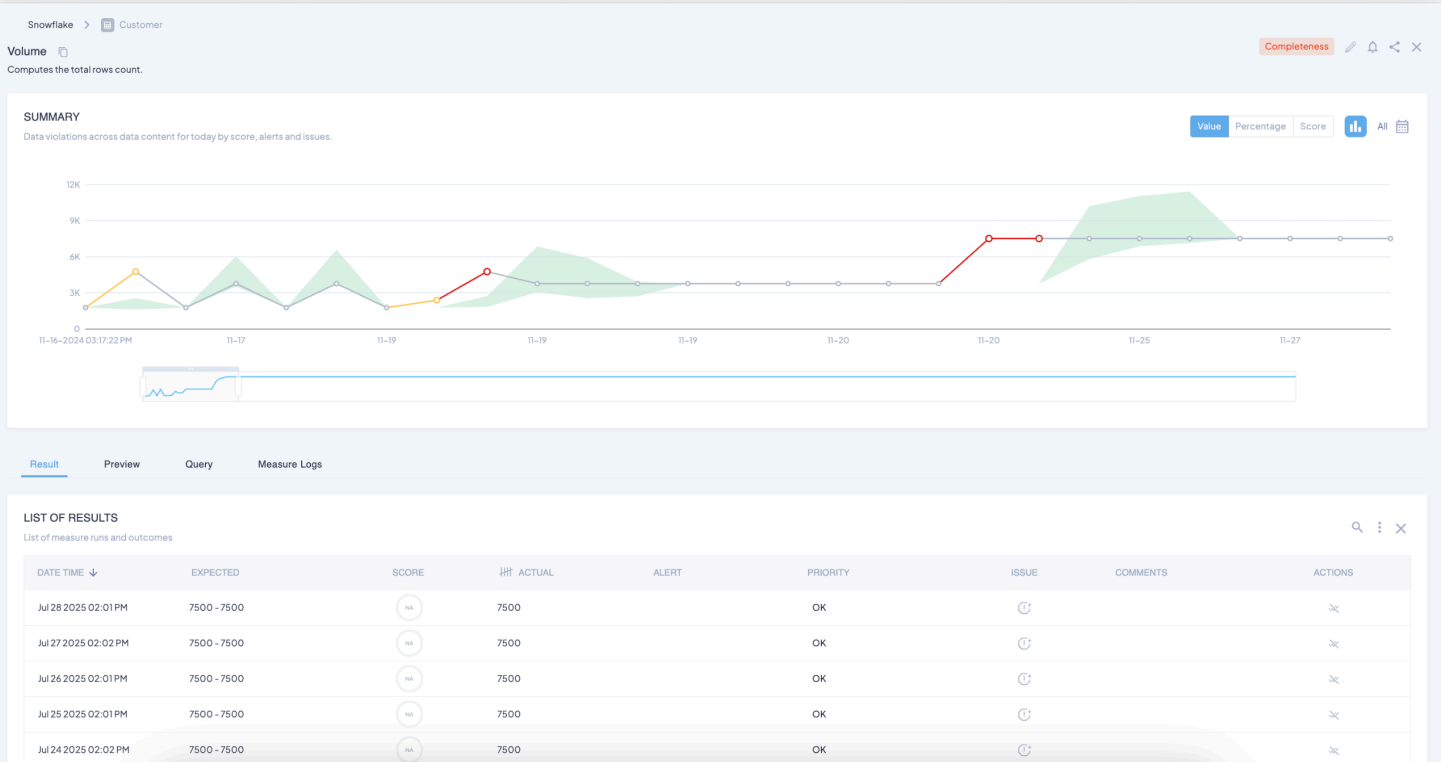 Snowflake > Customer
Volume
Completeness
Computes the total rows count.
SUMMARY
Data violations across data content for today by score, alerts and issues.
Value Percentage Score All
12K
9K
6K
3K
0
11-16-2024 03:17:22 PM 11-17 11-19 11-19 11-19 11-20 11-20 11-25 11-27
Result Preview Query Measure Logs
LIST OF RESULTS
List of measure runs and outcomes
DATE TIME EXPECTED SCORE ACTUAL ALERT PRIORITY ISSUE COMMENTS ACTIONS
Jul 28 2025 02:01 PM 7500 - 7500 NA 7500 OK
Jul 27 2025 02:02 PM 7500 - 7500 NA 7500 OK
Jul 26 2025 02:01 PM 7500 - 7500 NA 7500 OK
Jul 25 2025 02:01 PM 7500 - 7500 NA 7500 OK
Jul 24 2025 02:02 PM 7500 - 7500 NA 7500 OK